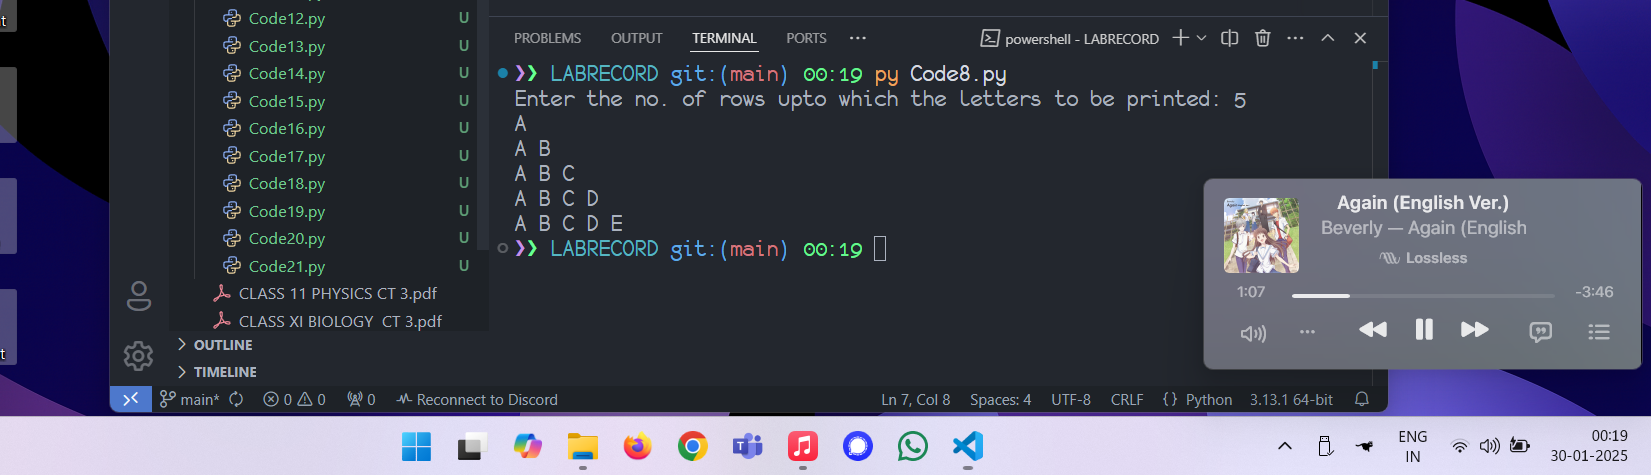 t
t
Code12.py U
Code13.py U
Code14.py U
Code15.py U
Code16.py U
Code17.py U
Code18.py U
Code19.py U
Code20.py U
Code21.py U
CLASS 11 PHYSICS CT 3.pdf
CLASS XI BIOLOGY CT 3.pdf
OUTLINE
TIMELINE
PROBLEMS OUTPUT TERMINAL PORTS ··· powershell - LABRECORD
❯❯ LABRECORD git:(main) 00:19 py Code8.py
Enter the no. of rows upto which the letters to be printed: 5
A
A B
A B C
A B C D
A B C D E
❯❯ LABRECORD git:(main) 00:19
Again (English Ver.)
Beverly — Again (English
Lossless
1:07 -3:46
main* 0 0 0 Reconnect to Discord Ln 7, Col 8 Spaces: 4 UTF-8 CRLF {} Python 3.13.1 64-bit
ENG
IN
00:19
30-01-2025